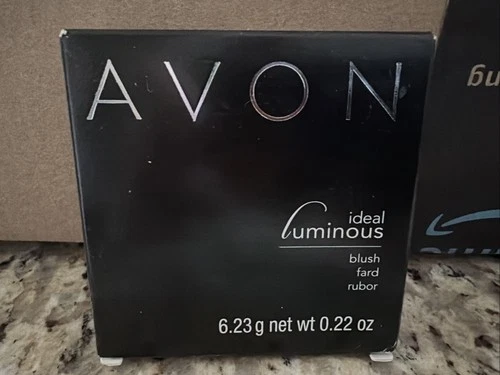 AVON
ideal
luminous
blush
fard
rubor
6.23 g net wt 0.22 oz